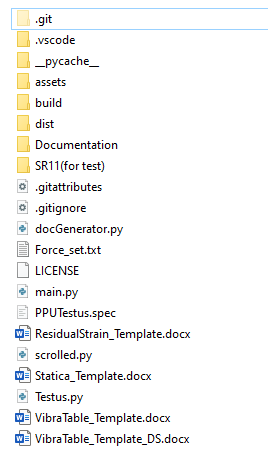 .git
.vscode
__pycache__
assets
build
dist
Documentation
SR11(for test)
.gitattributes
.gitignore
docGenerator.py
Force_set.txt
LICENSE
main.py
PPUTestus.spec
ResidualStrain_Template.docx
scrolled.py
Statica_Template.docx
Testus.py
VibraTable_Template.docx
VibraTable_Template_DS.docx